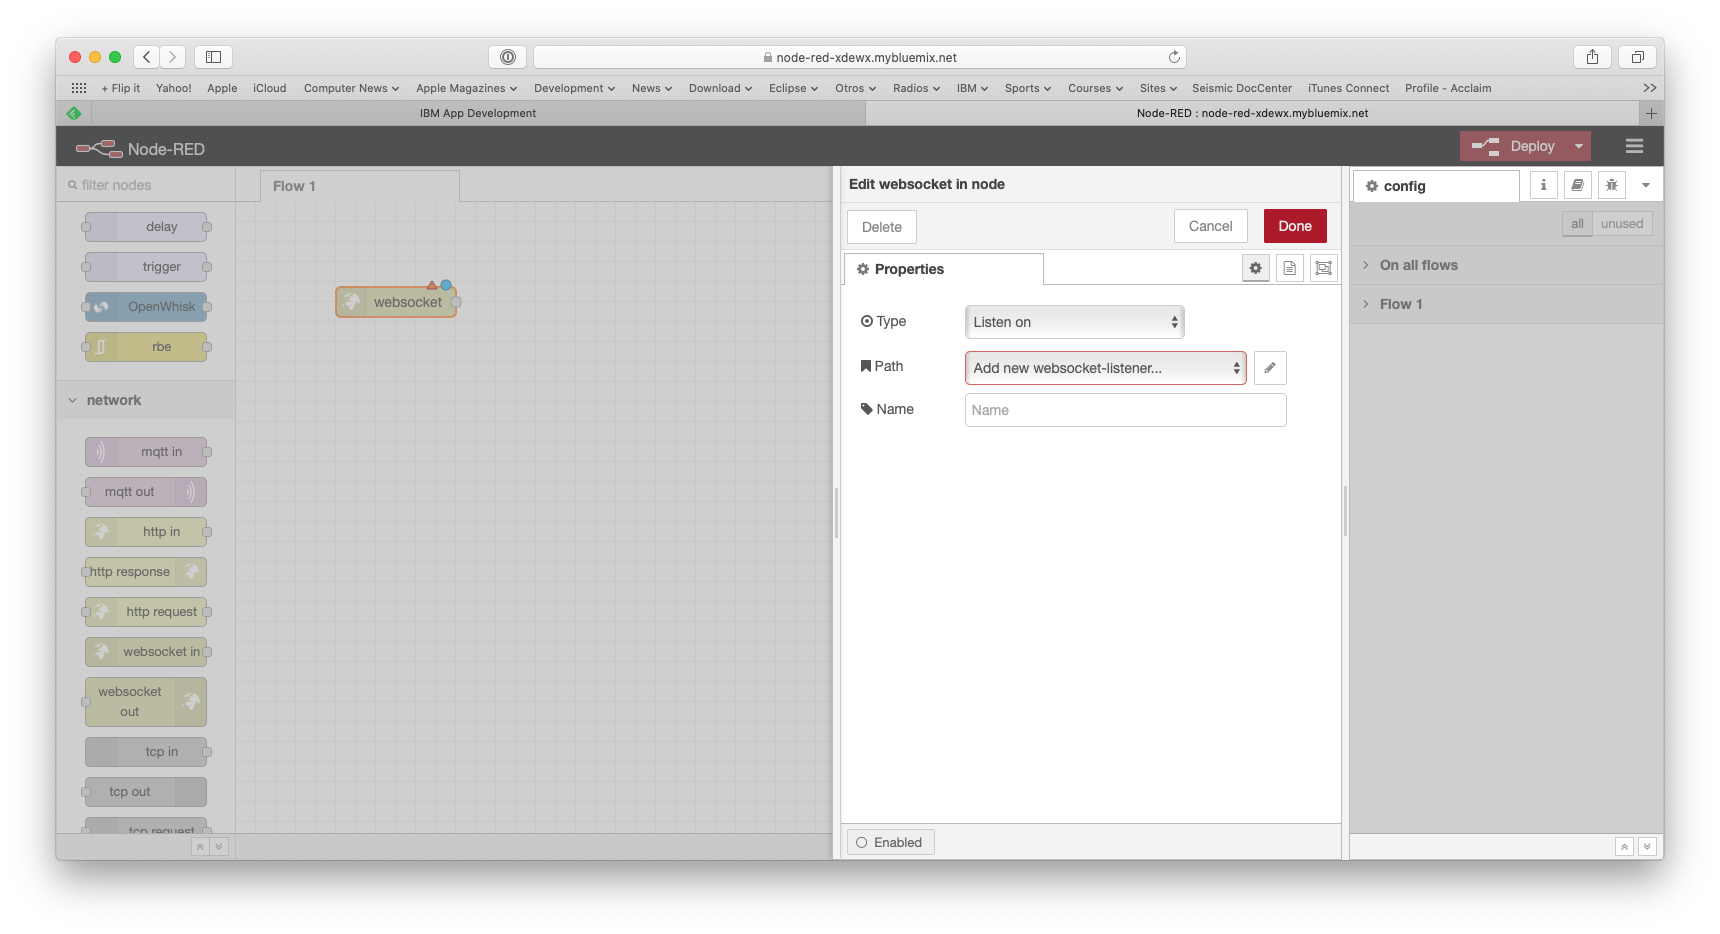 node-red-xdewx.mybluemix.net
+ Flip it Yahoo! Apple iCloud Computer News Apple Magazines Development News Download Eclipse Otros Radios IBM Sports Courses Sites Seismic DocCenter iTunes Connect Profile - Acclaim
IBM App Development Node-RED : node-red-xdewx.mybluemix.net
Node-RED Deploy
filter nodes
Flow 1
Edit websocket in node
config
delay
trigger
OpenWhisk
rbe
network
mqtt in
mqtt out
http in
http response
http request
websocket in
websocket
out
tcp in
tcp out
tcp request
websocket
Delete Cancel Done
Properties
Type Listen on
Path Add new websocket-listener...
Name Name
Enabled
all unused
On all flows
Flow 1